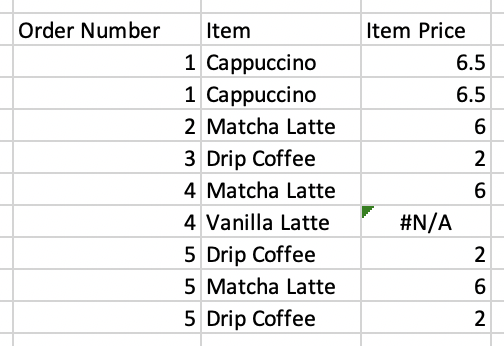 Order Number Item Item Price
1 Cappuccino 6.5
1 Cappuccino 6.5
2 Matcha Latte 6
3 Drip Coffee 2
4 Matcha Latte 6
4 Vanilla Latte #N/A
5 Drip Coffee 2
5 Matcha Latte 6
5 Drip Coffee 2